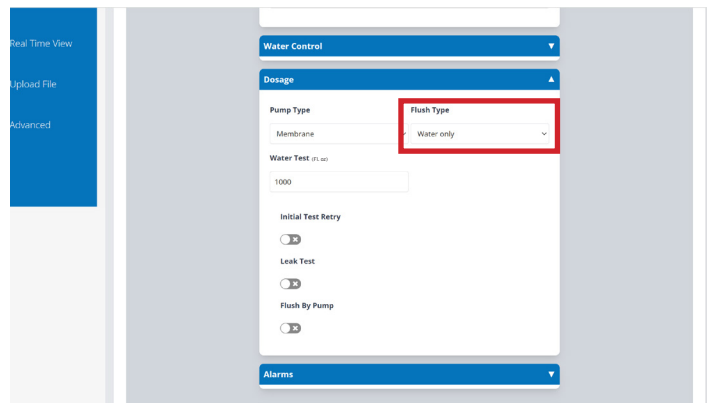 Real Time View
Upload File
Advanced
Water Control
Dosage
Pump Type
Flush Type
Membrane
Water only
Water Test (Fl. oz)
1000
Initial Test Retry
Leak Test
Flush By Pump
Alarms